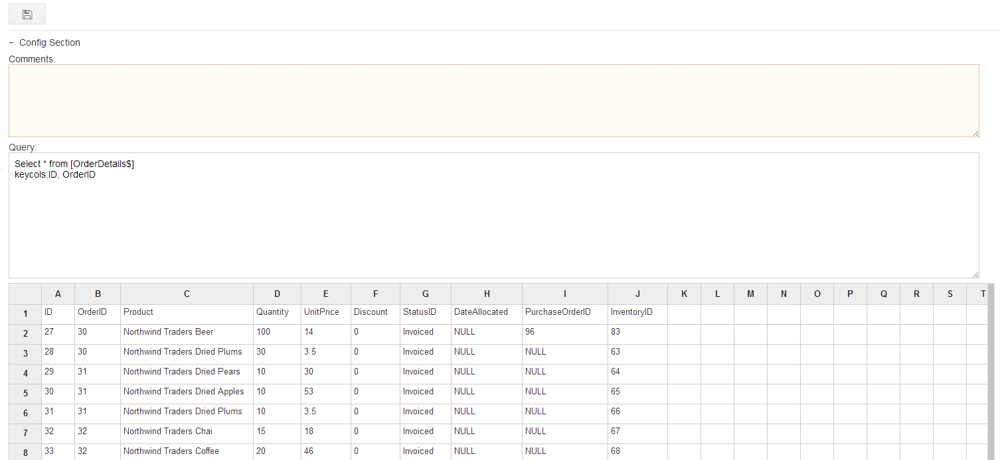 − Config Section
Comments:
Query:
Select * from [OrderDetails$]
keycols:ID, OrderID
A B C D E F G H I J K L M N O P Q R S T
1 ID OrderID Product Quantity UnitPrice Discount StatusID DateAllocated PurchaseOrderID InventoryID
2 27 30 Northwind Traders Beer 100 14 0 Invoiced NULL 96 83
3 28 30 Northwind Traders Dried Plums 30 3.5 0 Invoiced NULL NULL 63
4 29 31 Northwind Traders Dried Pears 10 30 0 Invoiced NULL NULL 64
5 30 31 Northwind Traders Dried Apples 10 53 0 Invoiced NULL NULL 65
6 31 31 Northwind Traders Dried Plums 10 3.5 0 Invoiced NULL NULL 66
7 32 32 Northwind Traders Chai 15 18 0 Invoiced NULL NULL 67
8 33 32 Northwind Traders Coffee 20 46 0 Invoiced NULL NULL 68